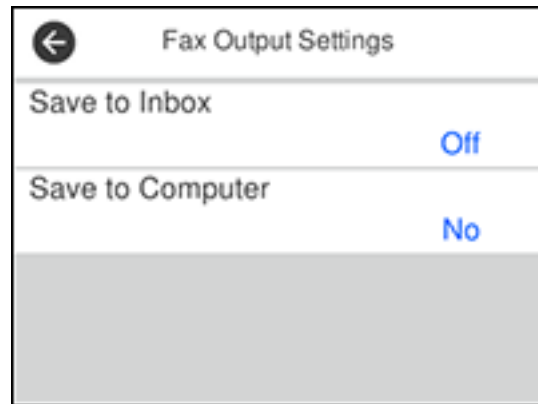 Fax Output Settings
Save to Inbox
Off
Save to Computer
No